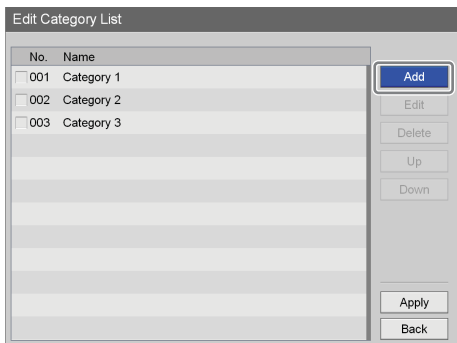 Edit Category List
No. Name
001 Category 1
002 Category 2
003 Category 3
Add
Edit
Delete
Up
Down
Apply
Back